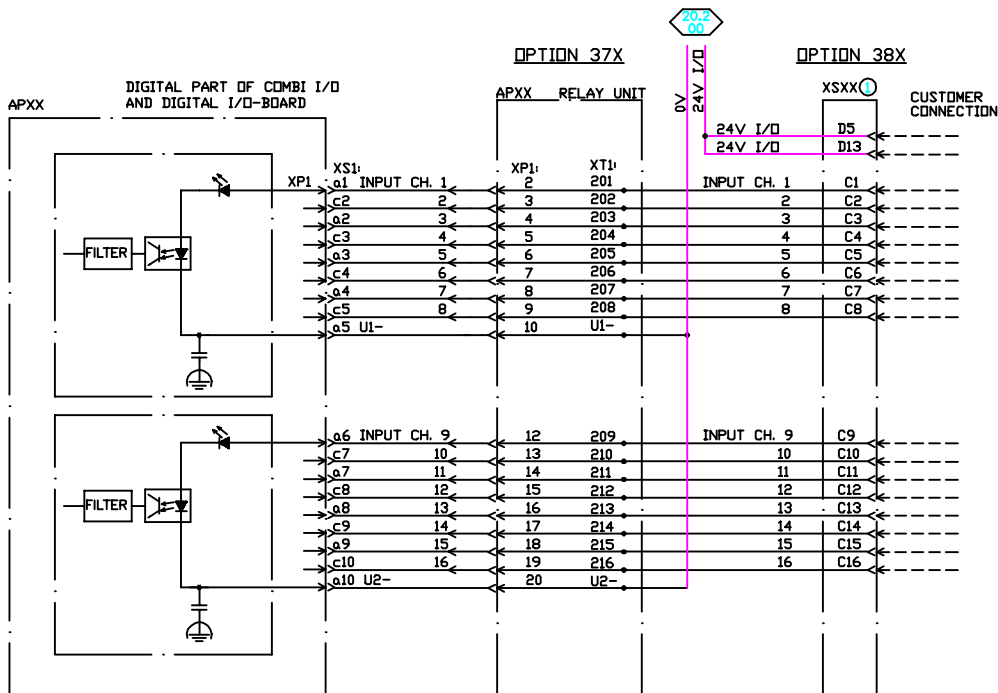 20.2
00
OPTION 37X
OPTION 38X
0V
24V I/O
DIGITAL PART OF COMBI I/O
AND DIGITAL I/O-BOARD
APXX
APXX RELAY UNIT
XSXX 1
CUSTOMER
CONNECTION
24V I/O D5
24V I/O D13
XS1: XP1: XT1:
XP1 a1 INPUT CH. 1 2 201 INPUT CH. 1 C1
c2 2 3 202 2 C2
a2 3 4 203 3 C3
c3 4 5 204 4 C4
a3 5 6 205 5 C5
c4 6 7 206 6 C6
a4 7 8 207 7 C7
c5 8 9 208 8 C8
a5 U1- 10 U1-
FILTER
a6 INPUT CH. 9 12 209 INPUT CH. 9 C9
c7 10 13 210 10 C10
a7 11 14 211 11 C11
c8 12 15 212 12 C12
a8 13 16 213 13 C13
c9 14 17 214 14 C14
a9 15 18 215 15 C15
c10 16 19 216 16 C16
a10 U2- 20 U2-
FILTER